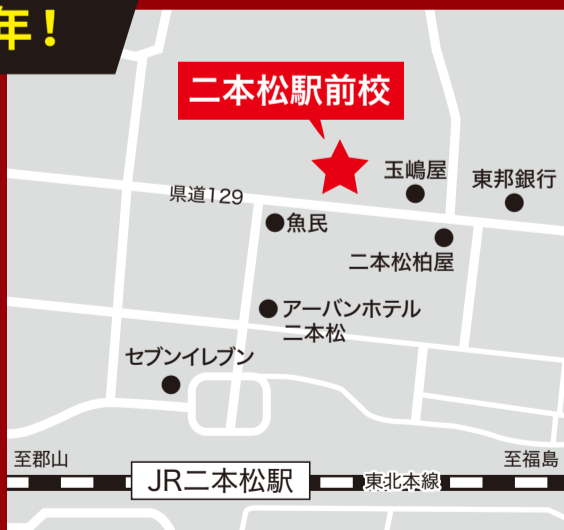 年！
二本松駅前校
玉嶋屋
東邦銀行
県道129
魚民
二本松柏屋
アーバンホテル
二本松
セブンイレブン
至郡山
至福島
JR二本松駅
東北本線